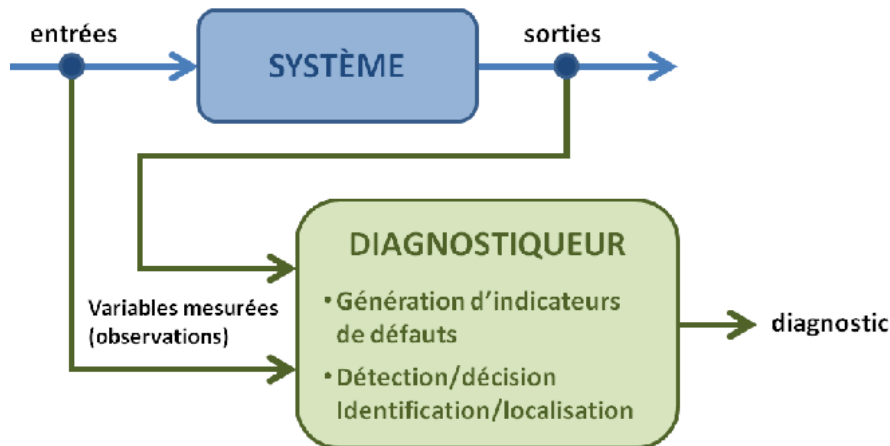 entrées
sorties
SYSTÈME
DIAGNOSTIQUEUR
• Génération d'indicateurs
de défauts
Variables mesurées
(observations)
diagnostic
• Détection/décision
Identification/localisation